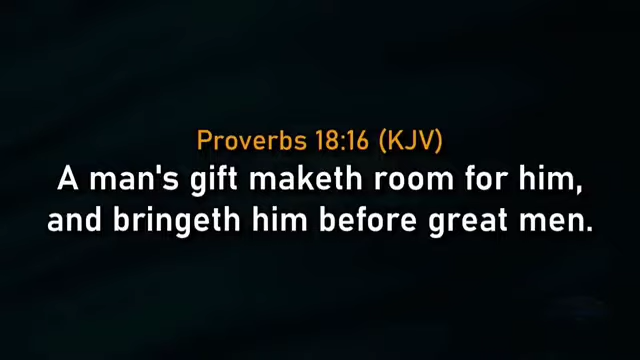 Proverbs 18:16 (KJV)
A man's gift maketh room for him,
and bringeth him before great men.